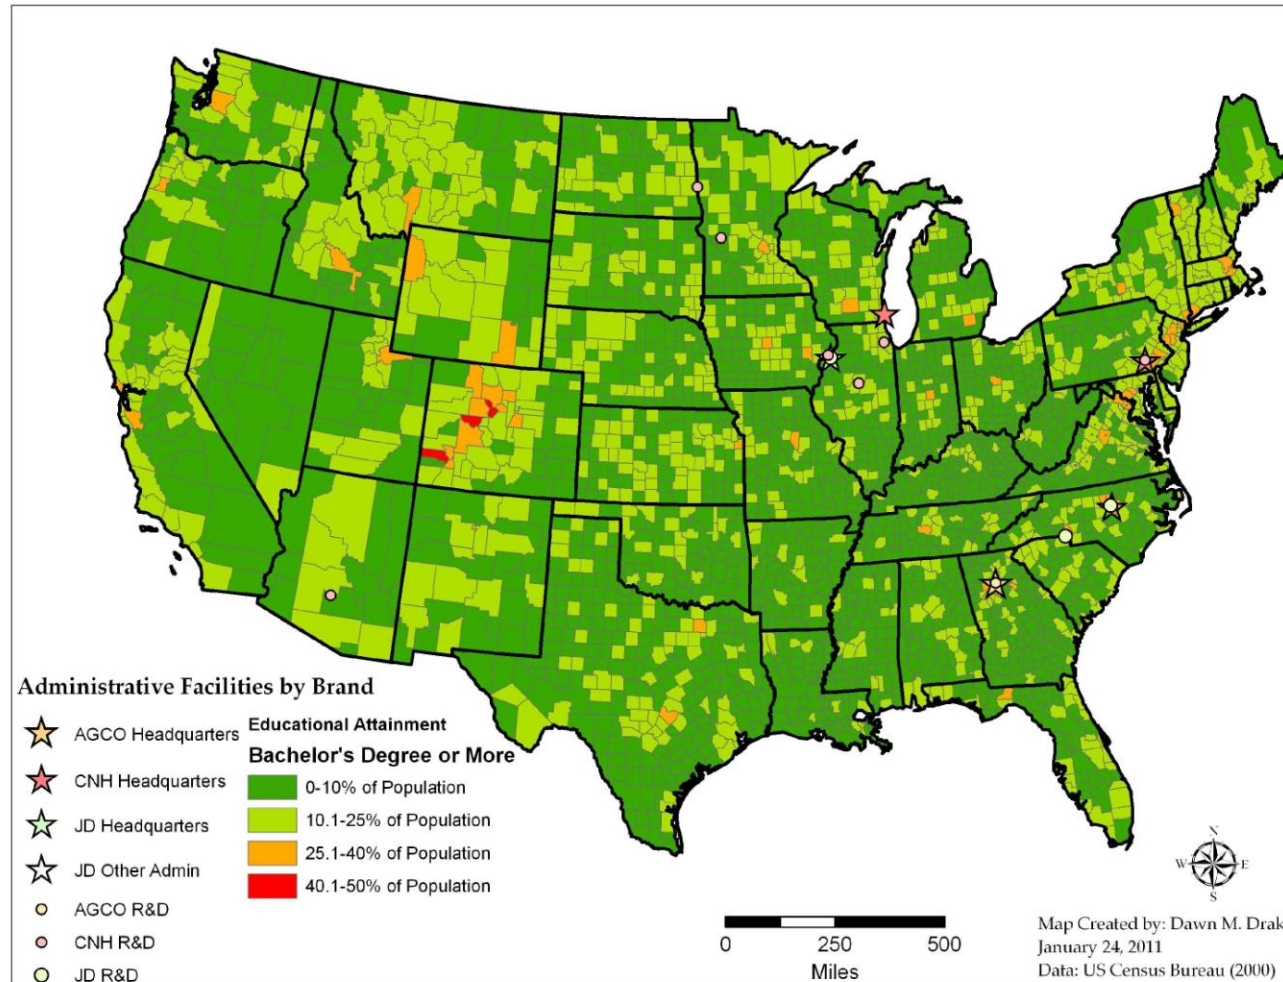 Administrative Facilities by Brand
AGCO Headquarters
CNH Headquarters
JD Headquarters
JD Other Admin
AGCO R&D
CNH R&D
JD R&D
Educational Attainment
Bachelor's Degree or More
0-10% of Population
10.1-25% of Population
25.1-40% of Population
40.1-50% of Population
0 250 500
Miles
N
W E
S
Map Created by: Dawn M. Drak
January 24, 2011
Data: US Census Bureau (2000)